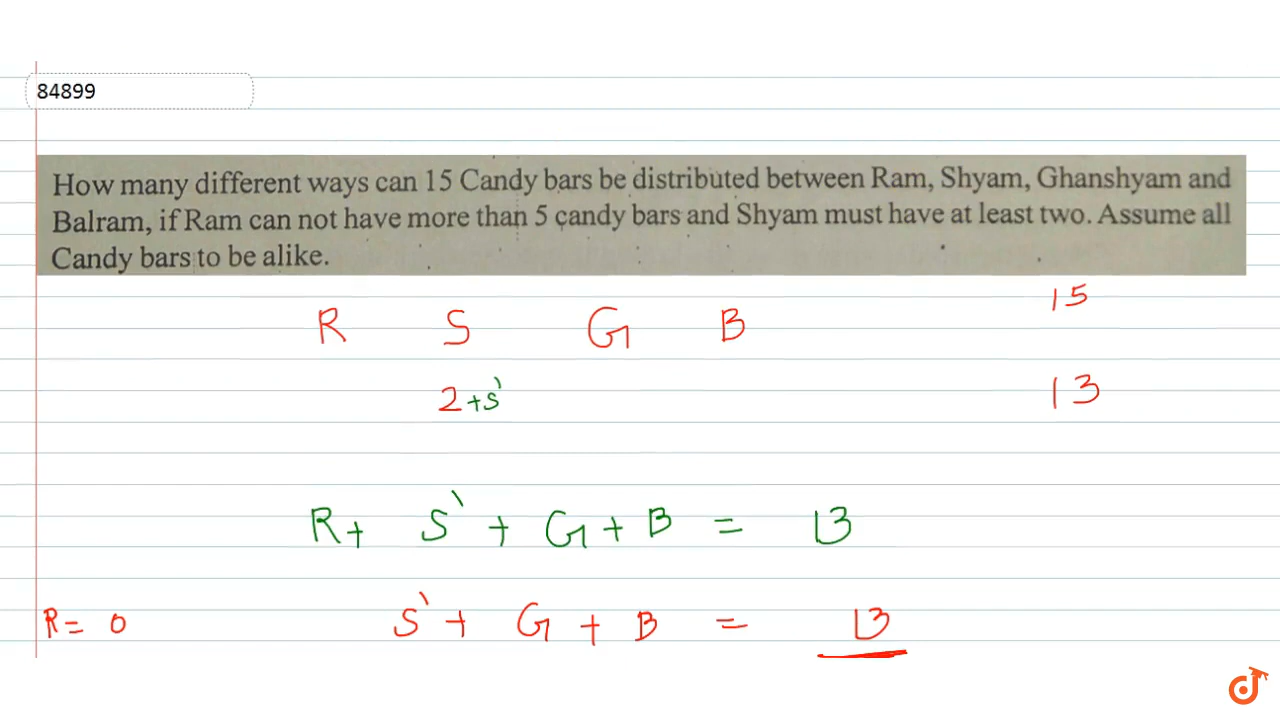 84899
How many different ways can 15 Candy bars be distributed between Ram, Shyam, Ghanshyam and
Balram, if Ram can not have more than 5 candy bars and Shyam must have at least two. Assume all
Candy bars to be alike.
15
R S G B
2+S' 13
R+ S' + G + B = 13
R = 0 S' + G + B = 13